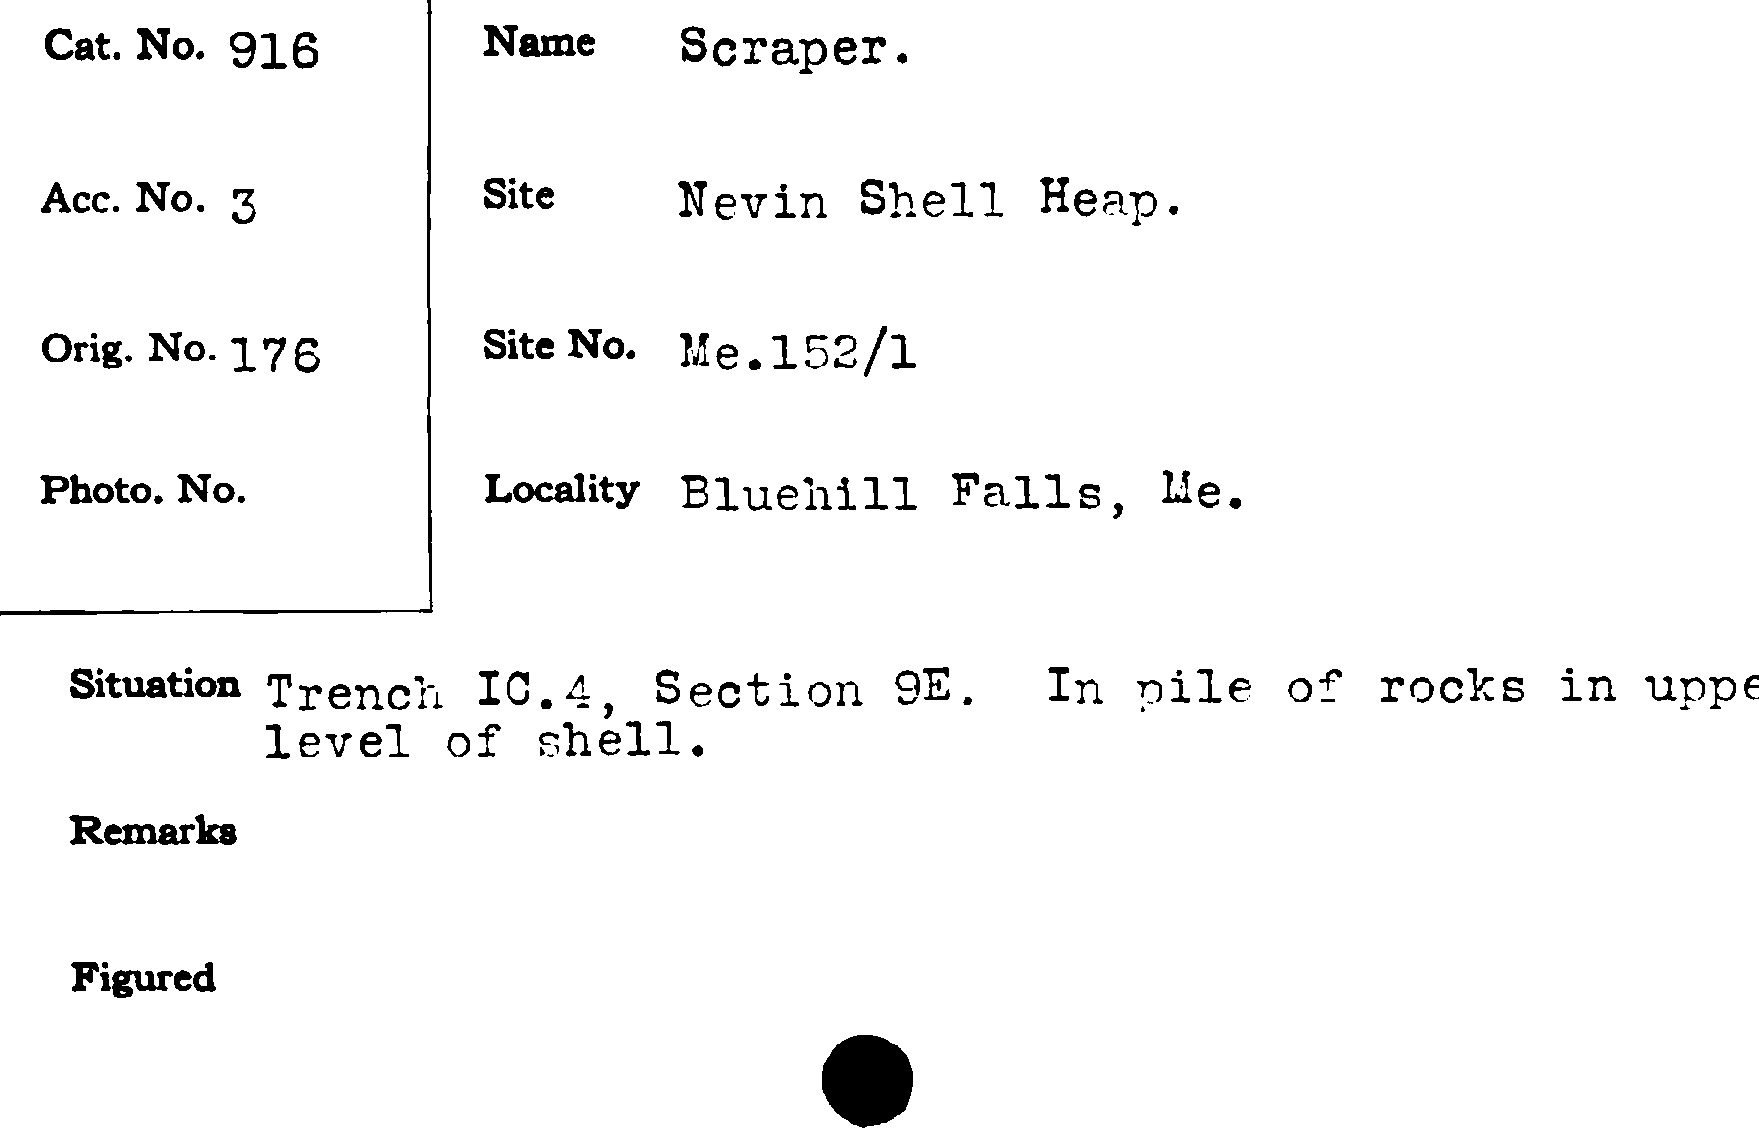 Cat. No. 916
Name Scraper.
Acc. No. 3
Site Nevin Shell Heap.
Orig. No. 176
Site No. Me.152/1
Photo. No.
Locality Bluehill Falls, Me.
Situation Trench IC.4, Section 9E. In pile of rocks in uppe
level of shell.
Remarks
Figured